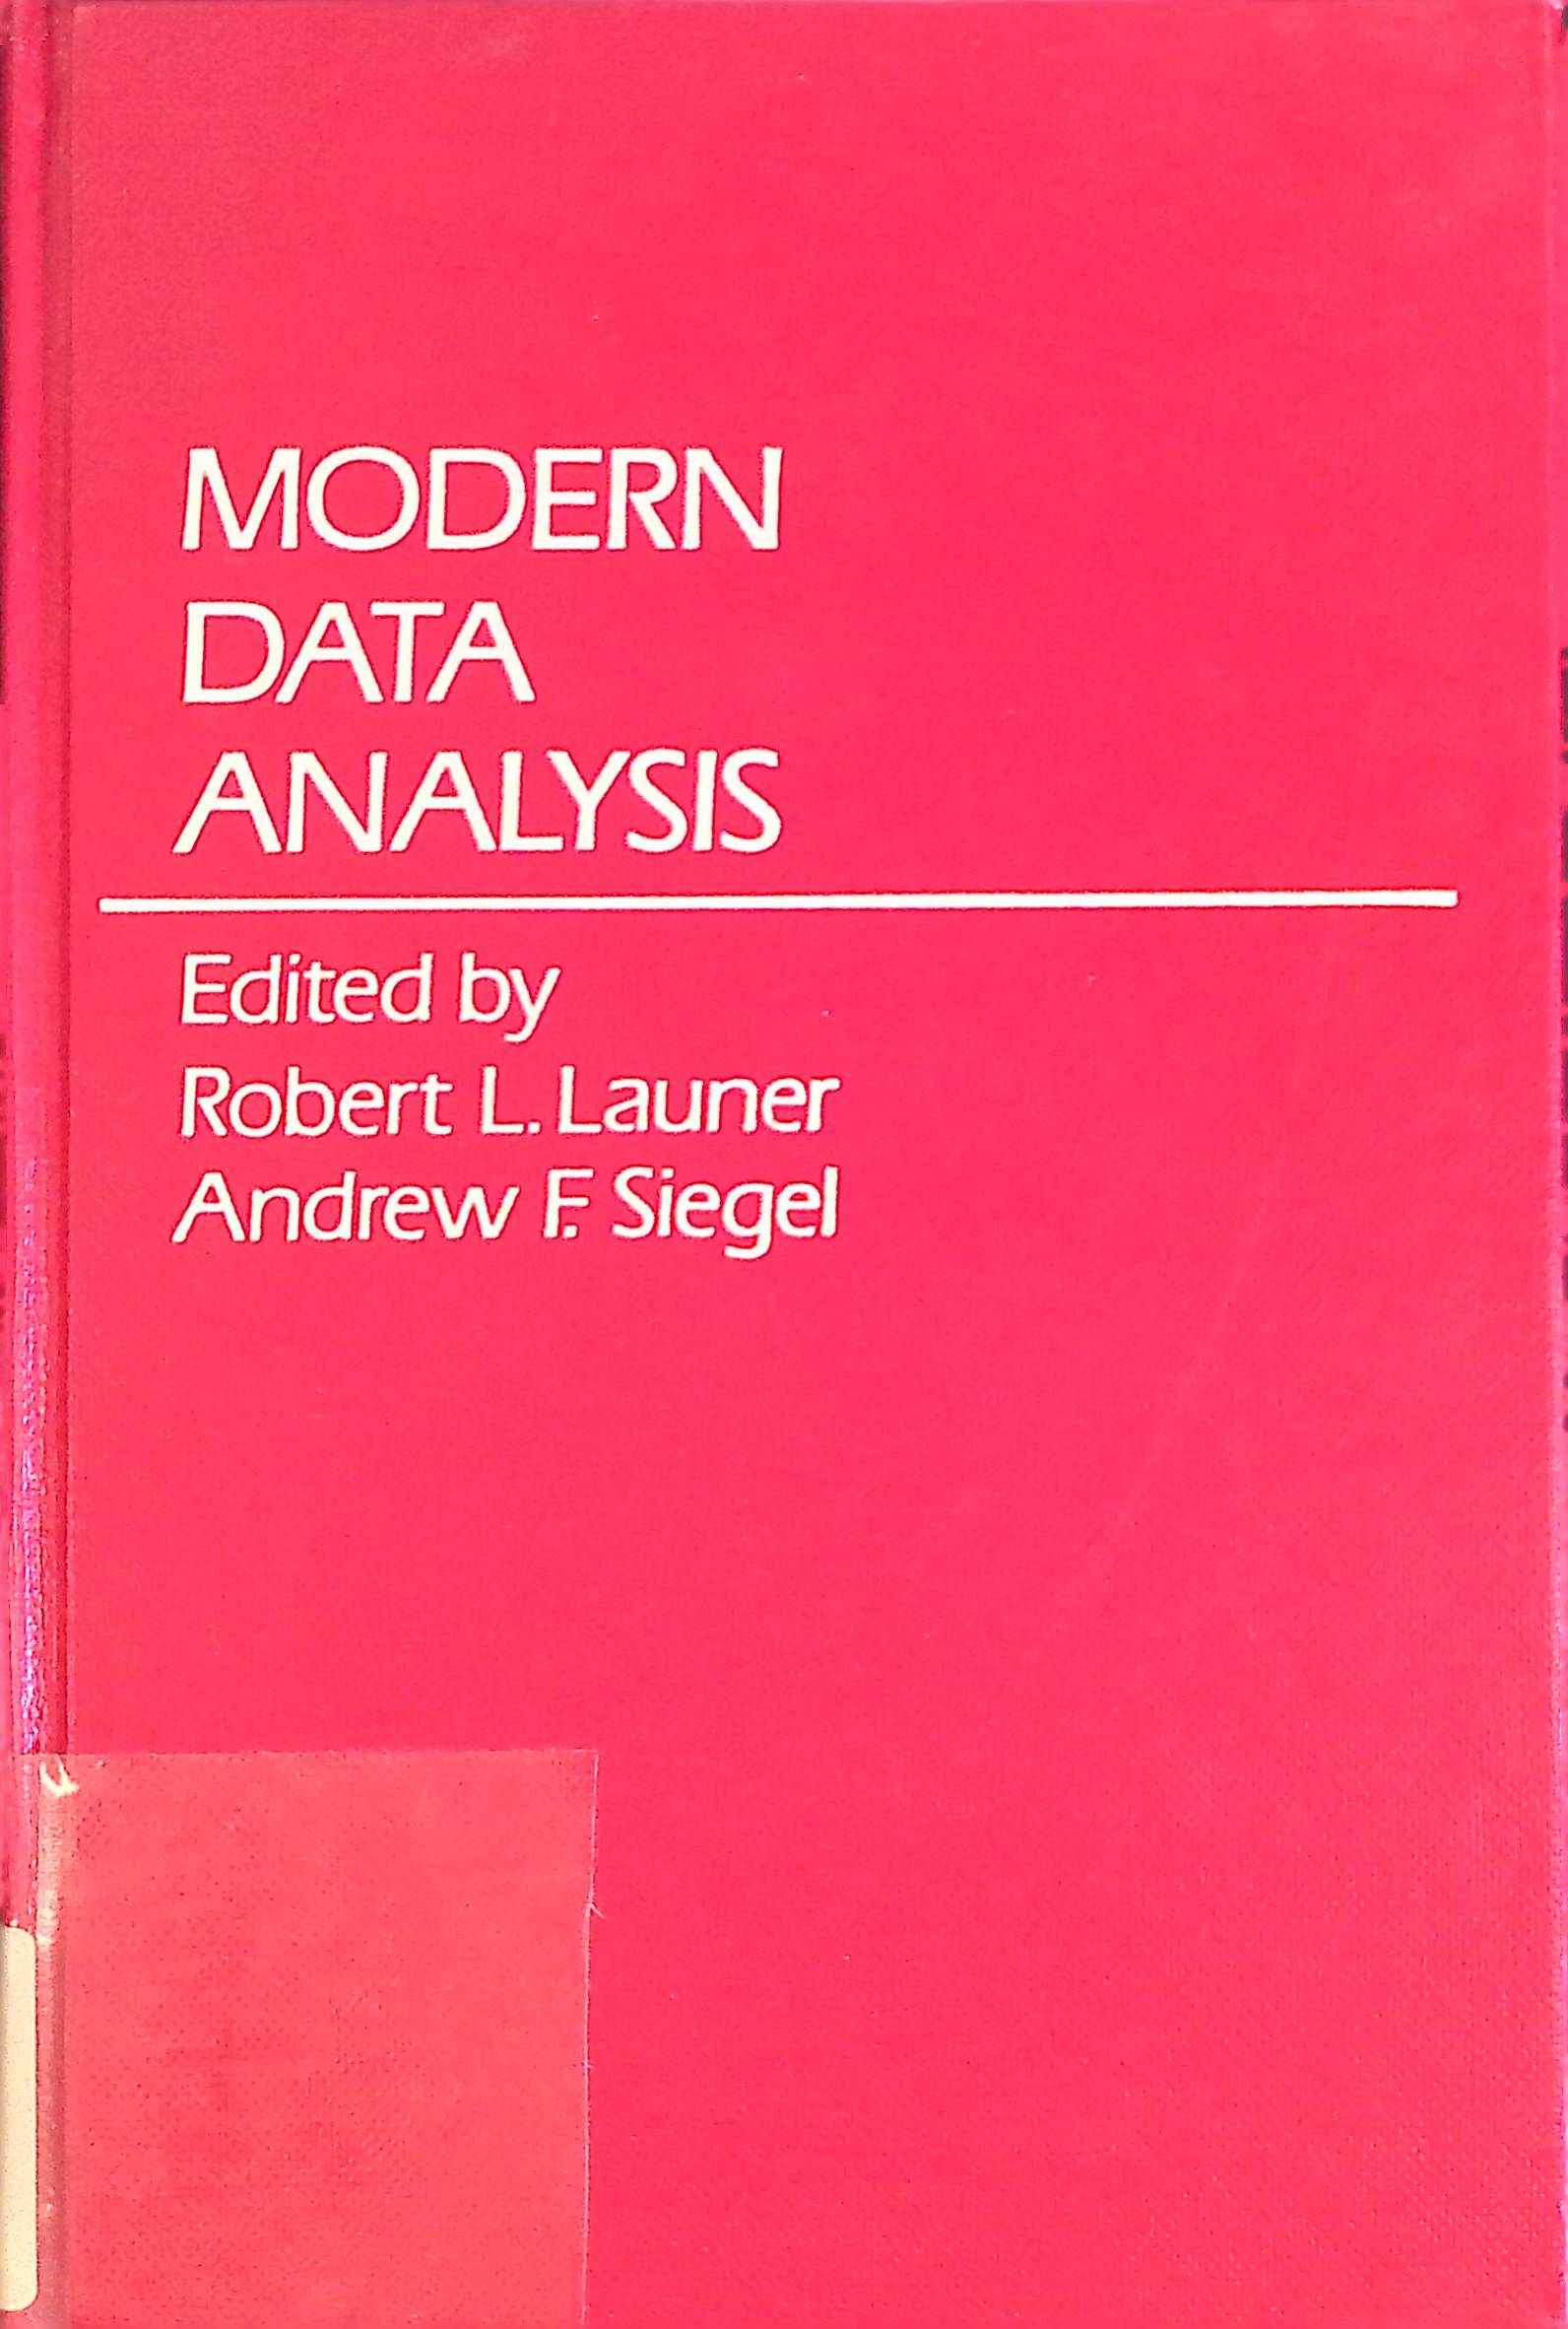 MODERN
DATA
ANALYSIS
Edited by
Robert L. Launer
Andrew F. Siegel